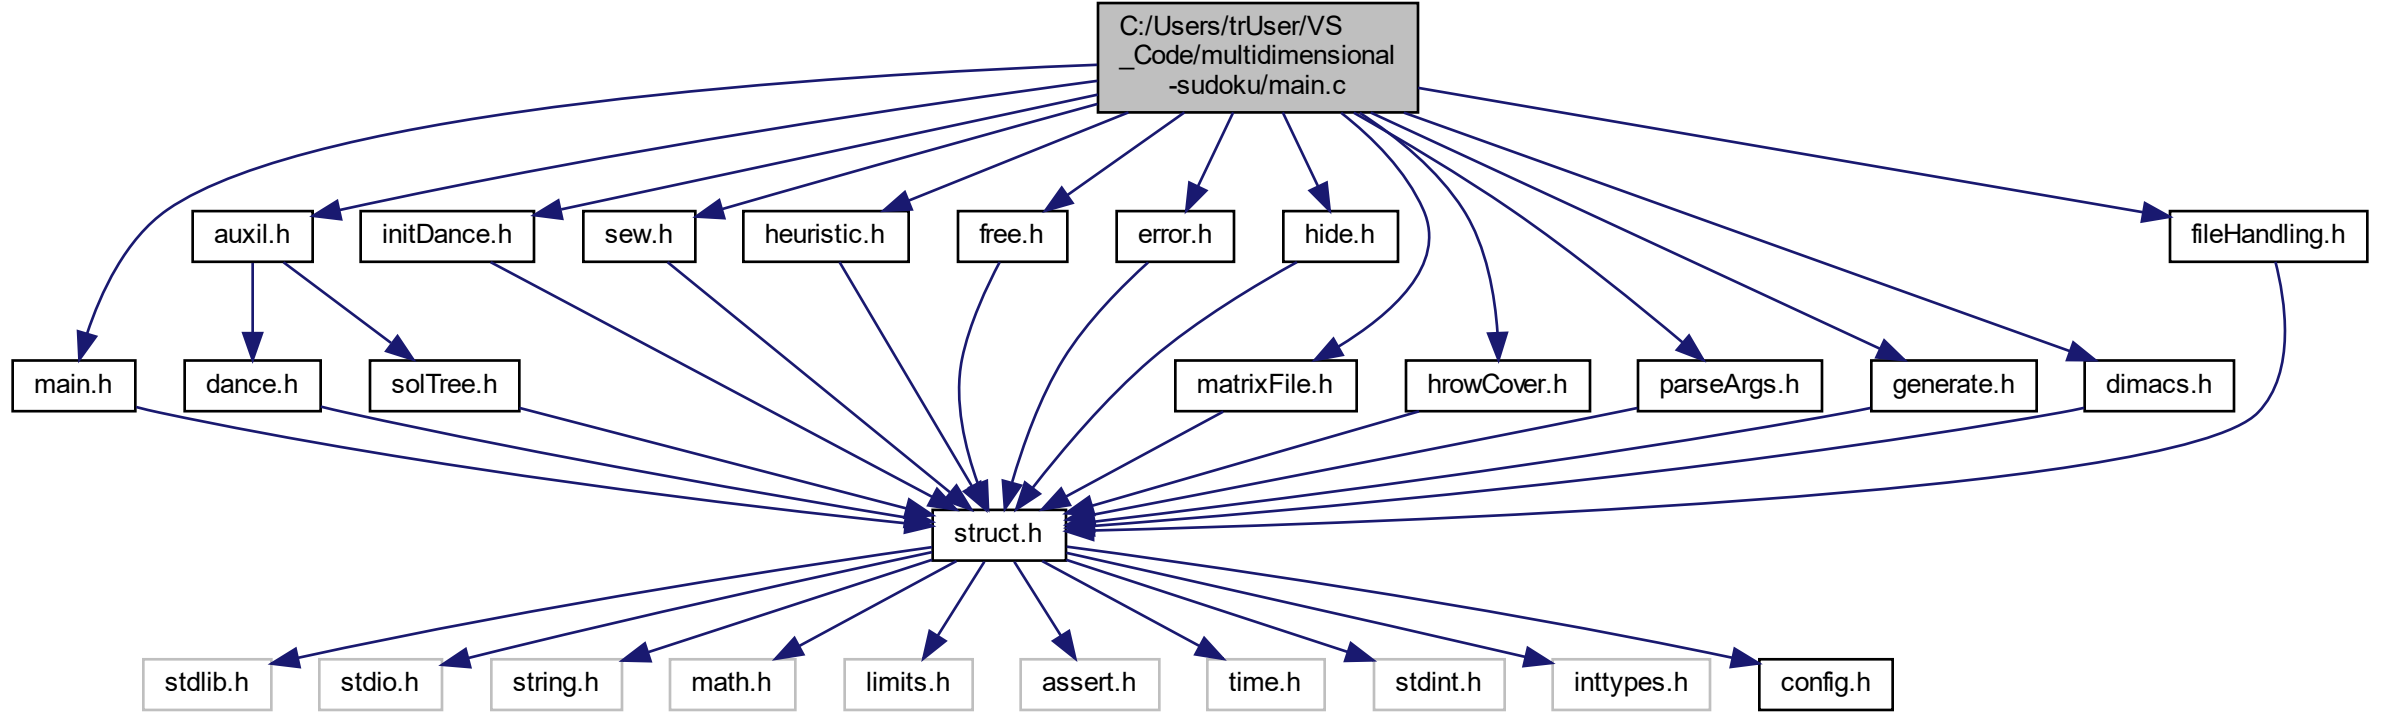 C:/Users/trUser/VS
_Code/multidimensional
-sudoku/main.c
auxil.h
initDance.h
sew.h
heuristic.h
free.h
error.h
hide.h
fileHandling.h
main.h
dance.h
solTree.h
matrixFile.h
hrowCover.h
parseArgs.h
generate.h
dimacs.h
struct.h
stdlib.h
stdio.h
string.h
math.h
limits.h
assert.h
time.h
stdint.h
inttypes.h
config.h